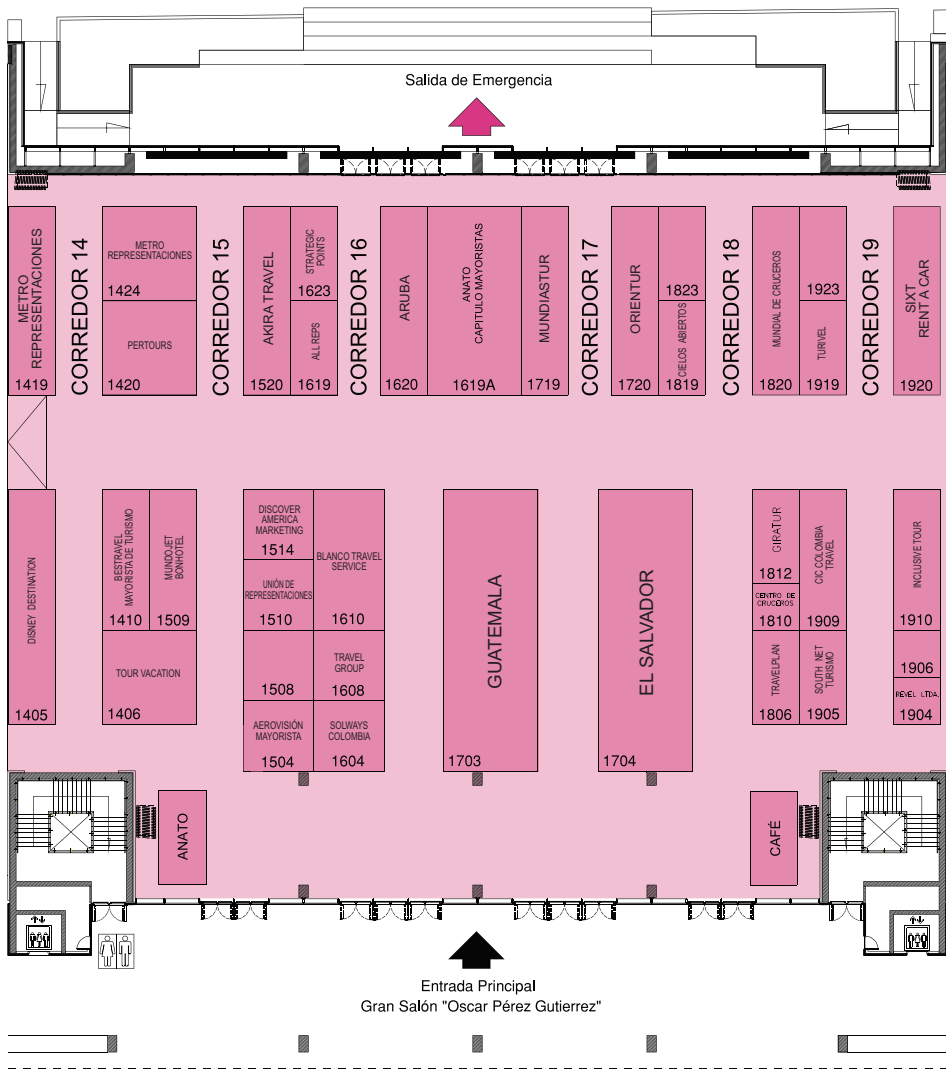 Salida de Emergencia
METRO
REPRESENTACIONES
1419
CORREDOR 14
METRO
REPRESENTACIONES
1424
PERTOURS
1420
CORREDOR 15
AKIRA TRAVEL
1520
STRATEGIC
POINTS
1623
ALL REPS
1619
CORREDOR 16
ARUBA
1620
ANATO
CAPITULO MAYORISTAS
1619A
MUNDIASTUR
1719
CORREDOR 17
ORIENTUR
1720
1823
CIELOS ABIERTOS
1819
CORREDOR 18
MUNDIAL DE CRUCEROS
1820
1923
TURIVEL
1919
CORREDOR 19
SIXT
RENT A CAR
1920
DISNEY DESTINATION
1405
BESTRAVEL
MAYORISTA DE TURISMO
1410
MUNDOJET
BONHOTEL
1509
TOUR VACATION
1406
DISCOVER
AMERICA
MARKETING
1514
UNIÓN DE
REPRESENTACIONES
1510
BLANCO TRAVEL
SERVICE
1610
1508
TRAVEL
GROUP
1608
AEROVISIÓN
MAYORISTA
1504
SOLWAYS
COLOMBIA
1604
GUATEMALA
1703
EL SALVADOR
1704
GIRATUR
1812
CENTRO DE
CRUCEROS
1810
CIC COLOMBIA
TRAVEL
1909
TRAVELPLAN
1806
SOUTH NET
TURISMO
1905
INCLUSIVE TOUR
1910
1906
REVEL LTDA.
1904
ANATO
CAFÉ
Entrada Principal
Gran Salón "Oscar Pérez Gutierrez"